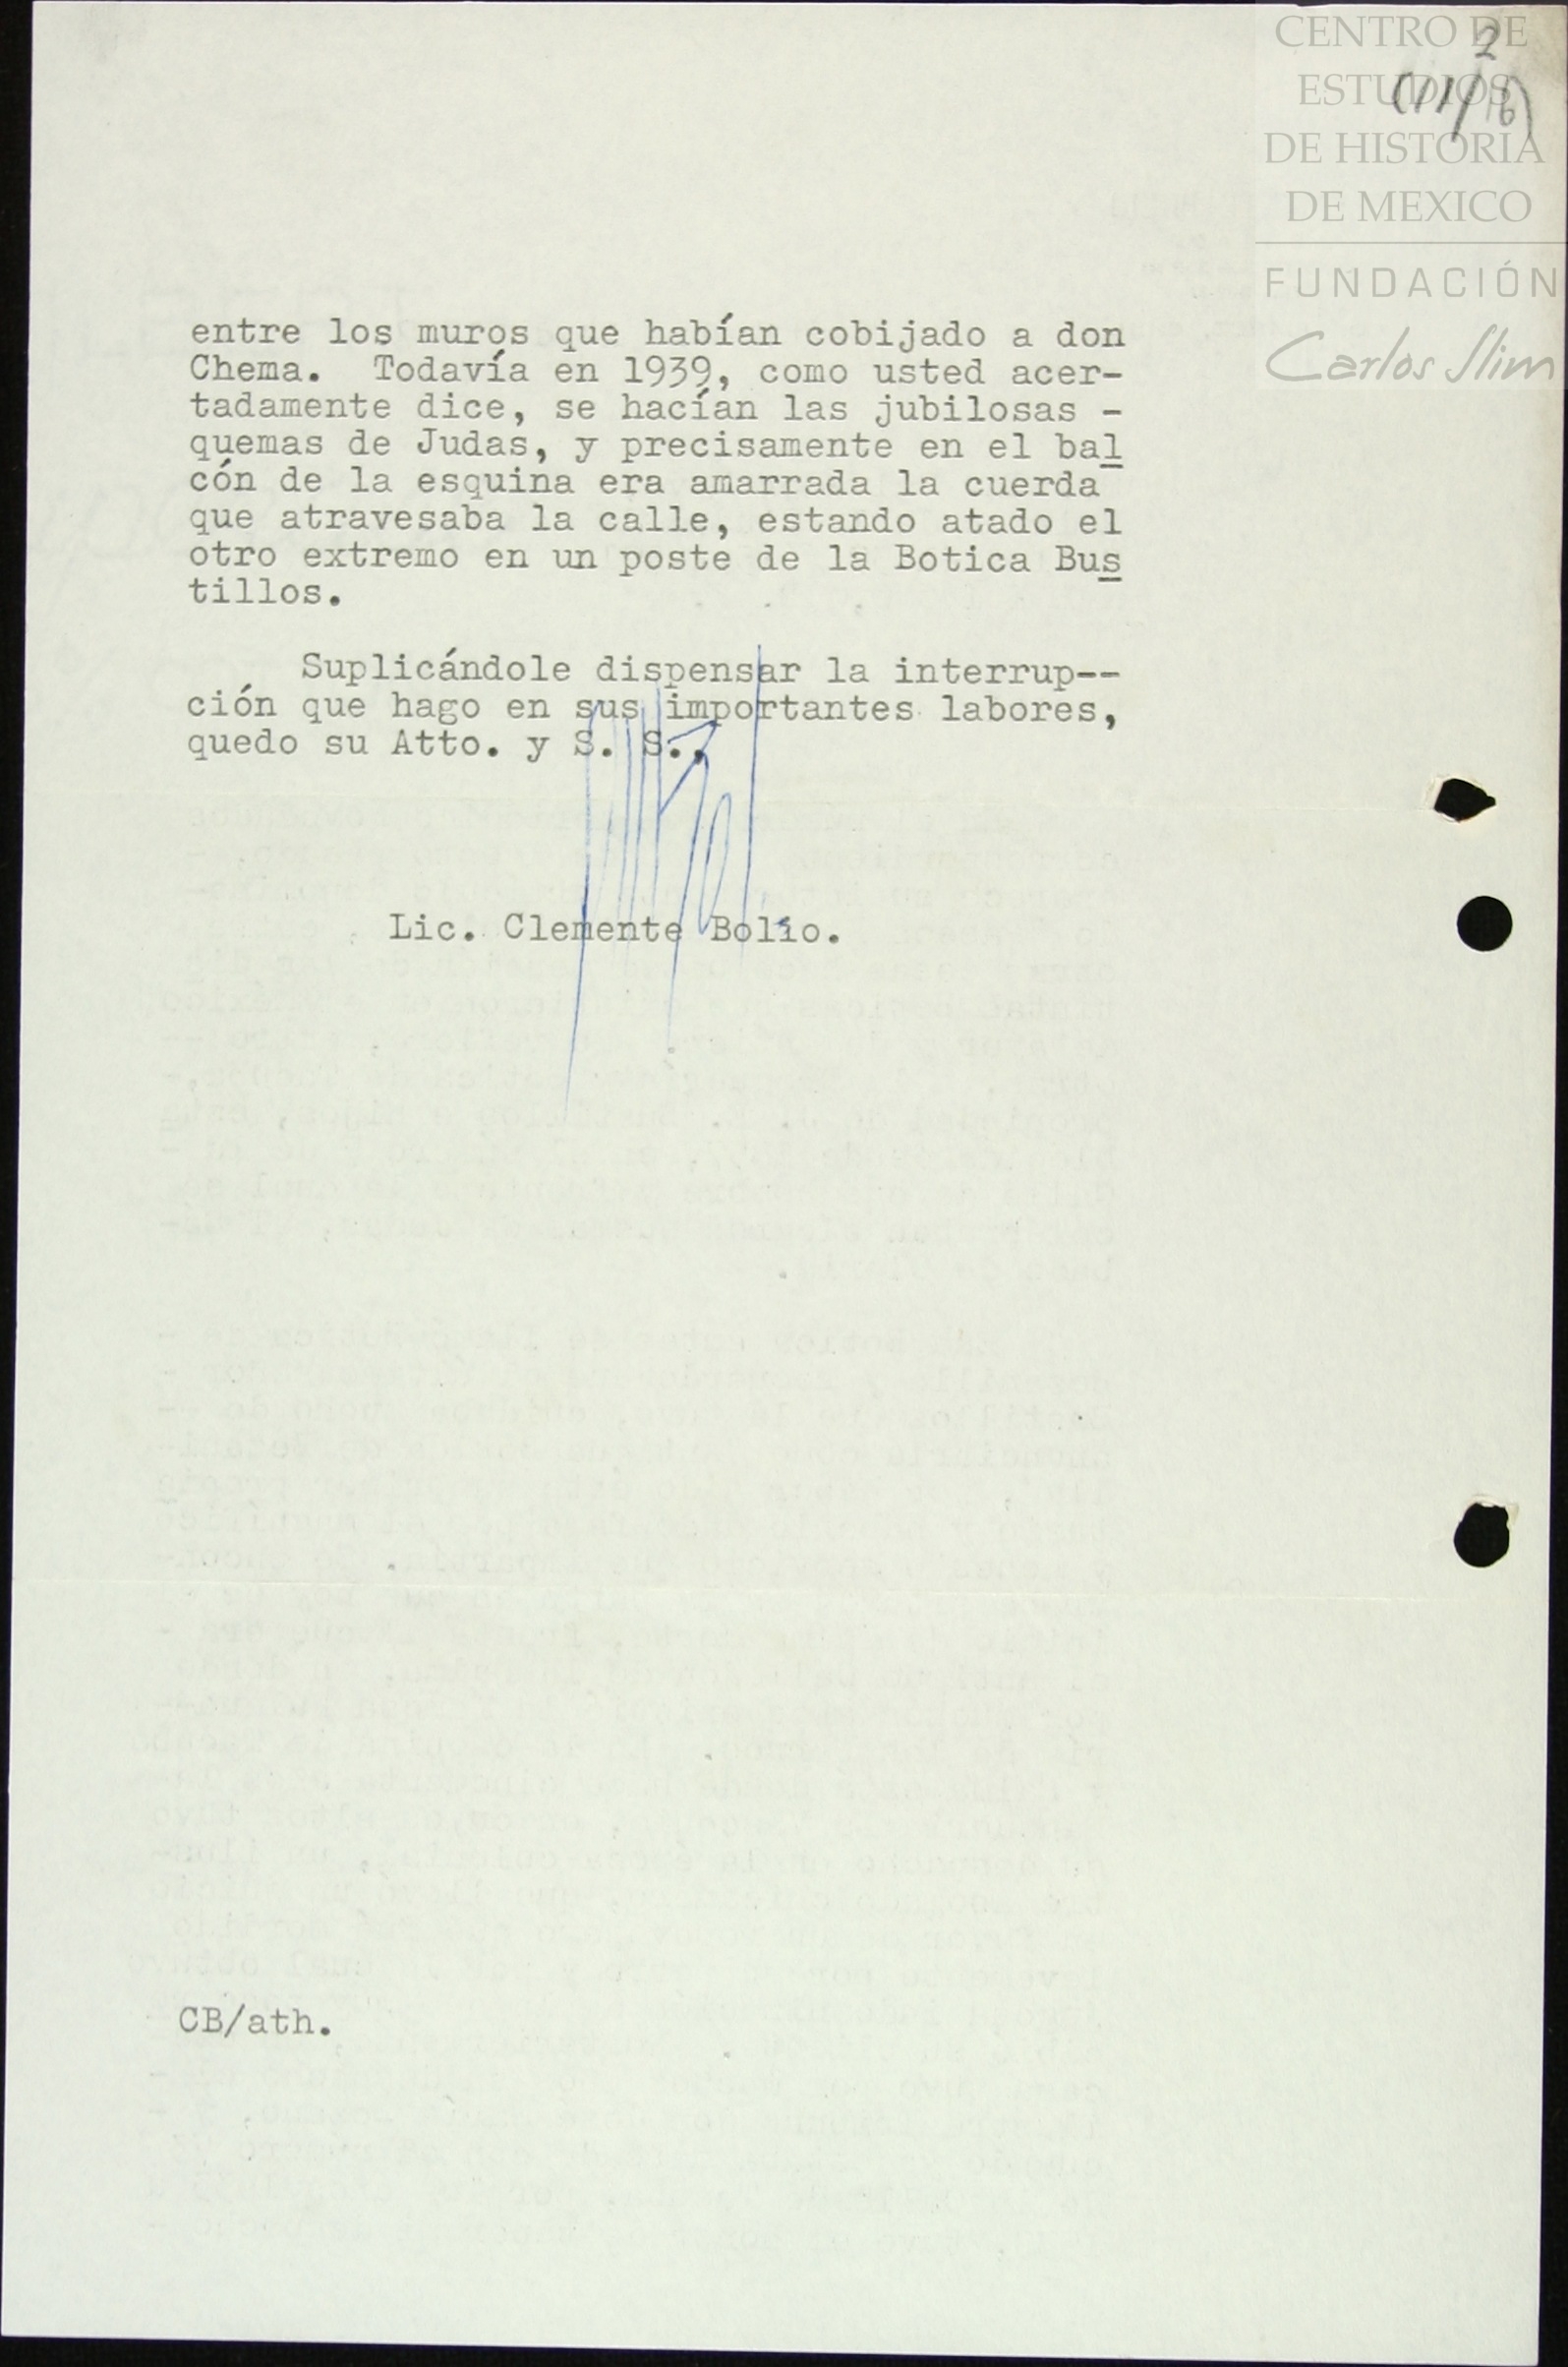 CENTRO DE
ESTUDIOS
DE HISTORIA
DE MEXICO
FUNDACIÓN
Carlos Slim
2
(11/16)
entre los muros que habían cobijado a don
Chema. Todavía en 1939, como usted acer-
tadamente dice, se hacían las jubilosas -
quemas de Judas, y precisamente en el bal
cón de la esquina era amarrada la cuerda
que atravesaba la calle, estando atado el
otro extremo en un poste de la Botica Bus
tillos.
Suplicándole dispensar la interrup--
ción que hago en sus importantes labores,
quedo su Atto. y S. S.,
Lic. Clemente Bolio.
CB/ath.